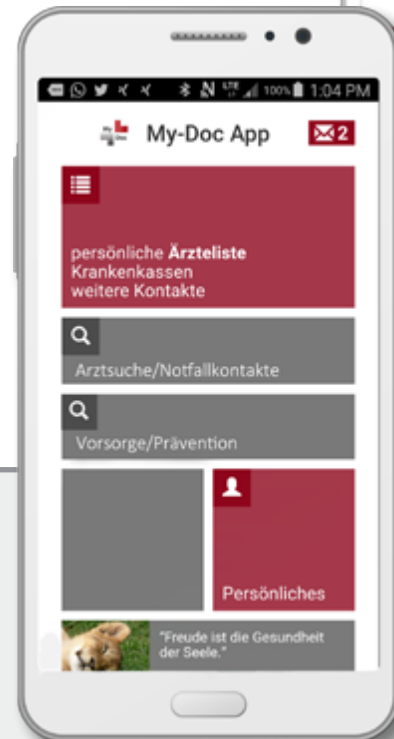 LTE 100% 1:04 PM
My-Doc App
2
persönliche Ärzteliste
Krankenkassen
weitere Kontakte
Arztsuche/Notfallkontakte
Vorsorge/Prävention
Persönliches
"Freude ist die Gesundheit
der Seele."